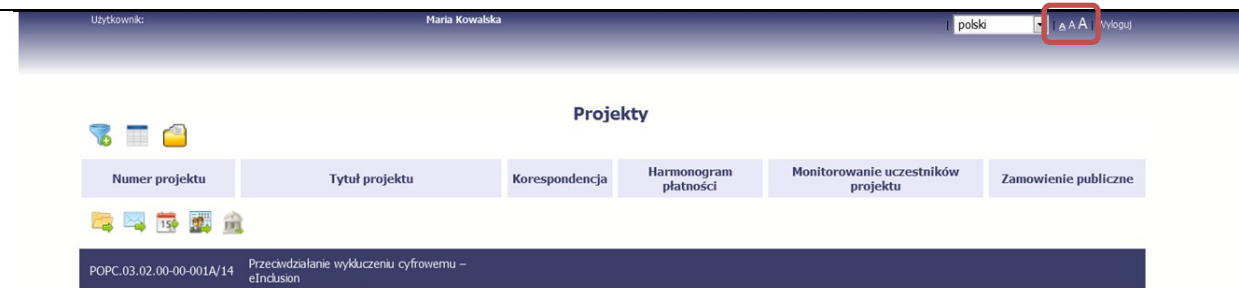 Użytkownik: Maria Kowalska | polski | A A A | Wyloguj
Projekty
Numer projektu Tytuł projektu Korespondencja Harmonogram płatności Monitorowanie uczestników projektu Zamowienie publiczne
15
POPC.03.02.00-00-001A/14 Przeciwdziałanie wykluczeniu cyfrowemu –
eInclusion